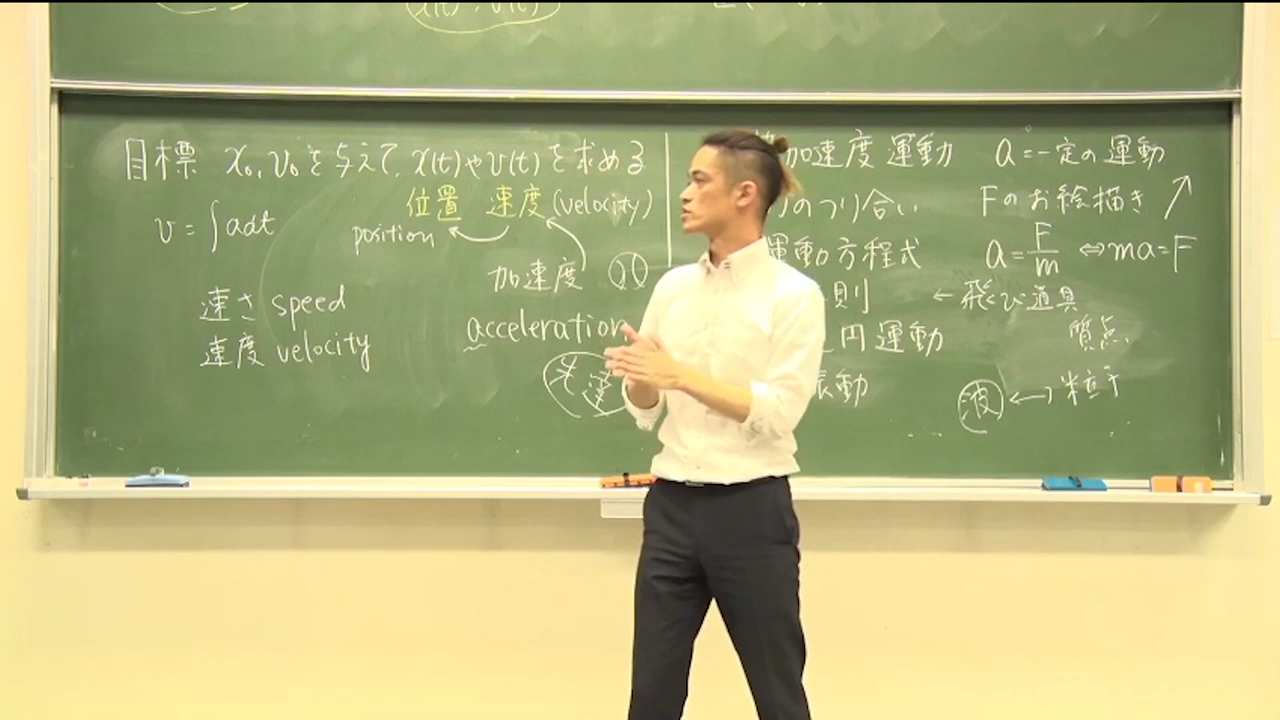 x(t), v(t)
目標 x₀, v₀を与えて, x(t)やv(t)を求める
位置 速度 (velocity)
position
v = ∫adt
加速度
速さ speed
acceleration
速度 velocity
加速度 運動 a=一定の運動
のつり合い Fのお絵描き
運動方程式 a=F/m ⇔ma=F
則 ← 飛び道具
円運動 質点
振動 波 ↔ 粒子